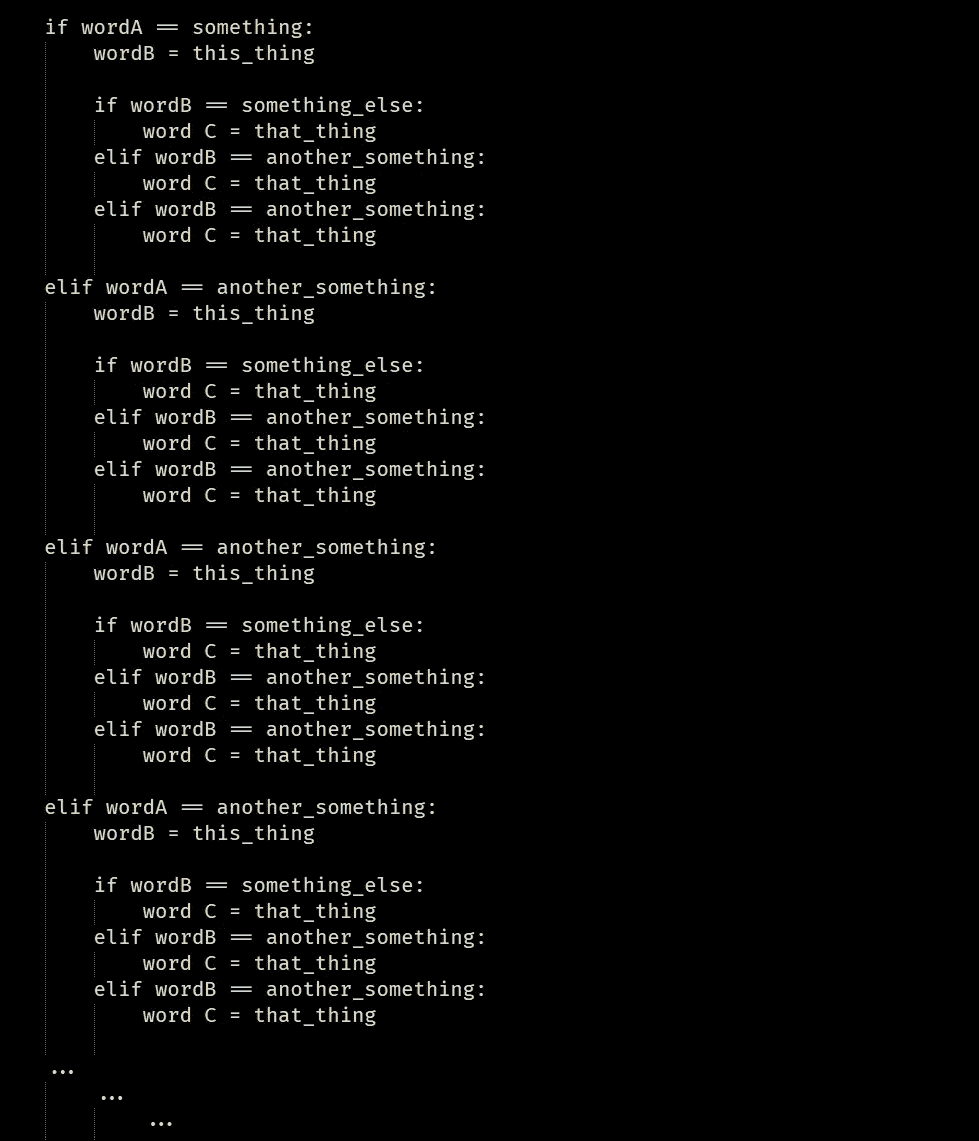 if wordA == something:
    wordB = this_thing

    if wordB == something_else:
        word C = that_thing
    elif wordB == another_something:
        word C = that_thing
    elif wordB == another_something:
        word C = that_thing

elif wordA == another_something:
    wordB = this_thing

    if wordB == something_else:
        word C = that_thing
    elif wordB == another_something:
        word C = that_thing
    elif wordB == another_something:
        word C = that_thing

elif wordA == another_something:
    wordB = this_thing

    if wordB == something_else:
        word C = that_thing
    elif wordB == another_something:
        word C = that_thing
    elif wordB == another_something:
        word C = that_thing

elif wordA == another_something:
    wordB = this_thing

    if wordB == something_else:
        word C = that_thing
    elif wordB == another_something:
        word C = that_thing
    elif wordB == another_something:
        word C = that_thing

...
    ...
        ...